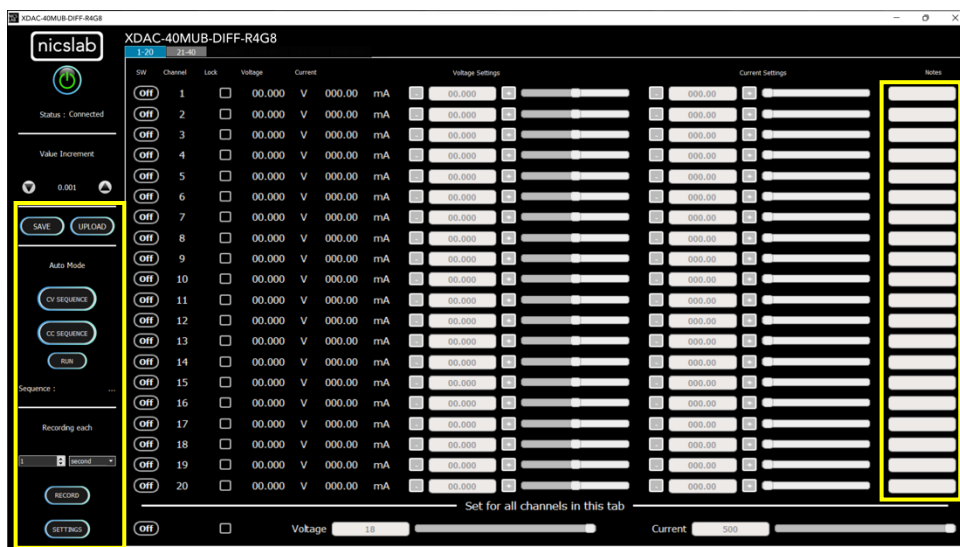 XDAC-40MUB-DIFF-R4G8
nicslab
Status : Connected
Value Increment
0.001
SAVE UPLOAD
Auto Mode
CV SEQUENCE
CC SEQUENCE
RUN
Sequence : ...
Recording each
1 second
RECORD
SETTINGS
XDAC-40MUB-DIFF-R4G8
1-20 21-40
SW Channel Lock Voltage Current Voltage Settings Current Settings Notes
Off 1 00.000 V 000.00 mA - 00.000 + - 000.00 +
Off 2 00.000 V 000.00 mA - 00.000 + - 000.00 +
Off 3 00.000 V 000.00 mA - 00.000 + - 000.00 +
Off 4 00.000 V 000.00 mA - 00.000 + - 000.00 +
Off 5 00.000 V 000.00 mA - 00.000 + - 000.00 +
Off 6 00.000 V 000.00 mA - 00.000 + - 000.00 +
Off 7 00.000 V 000.00 mA - 00.000 + - 000.00 +
Off 8 00.000 V 000.00 mA - 00.000 + - 000.00 +
Off 9 00.000 V 000.00 mA - 00.000 + - 000.00 +
Off 10 00.000 V 000.00 mA - 00.000 + - 000.00 +
Off 11 00.000 V 000.00 mA - 00.000 + - 000.00 +
Off 12 00.000 V 000.00 mA - 00.000 + - 000.00 +
Off 13 00.000 V 000.00 mA - 00.000 + - 000.00 +
Off 14 00.000 V 000.00 mA - 00.000 + - 000.00 +
Off 15 00.000 V 000.00 mA - 00.000 + - 000.00 +
Off 16 00.000 V 000.00 mA - 00.000 + - 000.00 +
Off 17 00.000 V 000.00 mA - 00.000 + - 000.00 +
Off 18 00.000 V 000.00 mA - 00.000 + - 000.00 +
Off 19 00.000 V 000.00 mA - 00.000 + - 000.00 +
Off 20 00.000 V 000.00 mA - 00.000 + - 000.00 +
Set for all channels in this tab
Off Voltage 18 Current 500